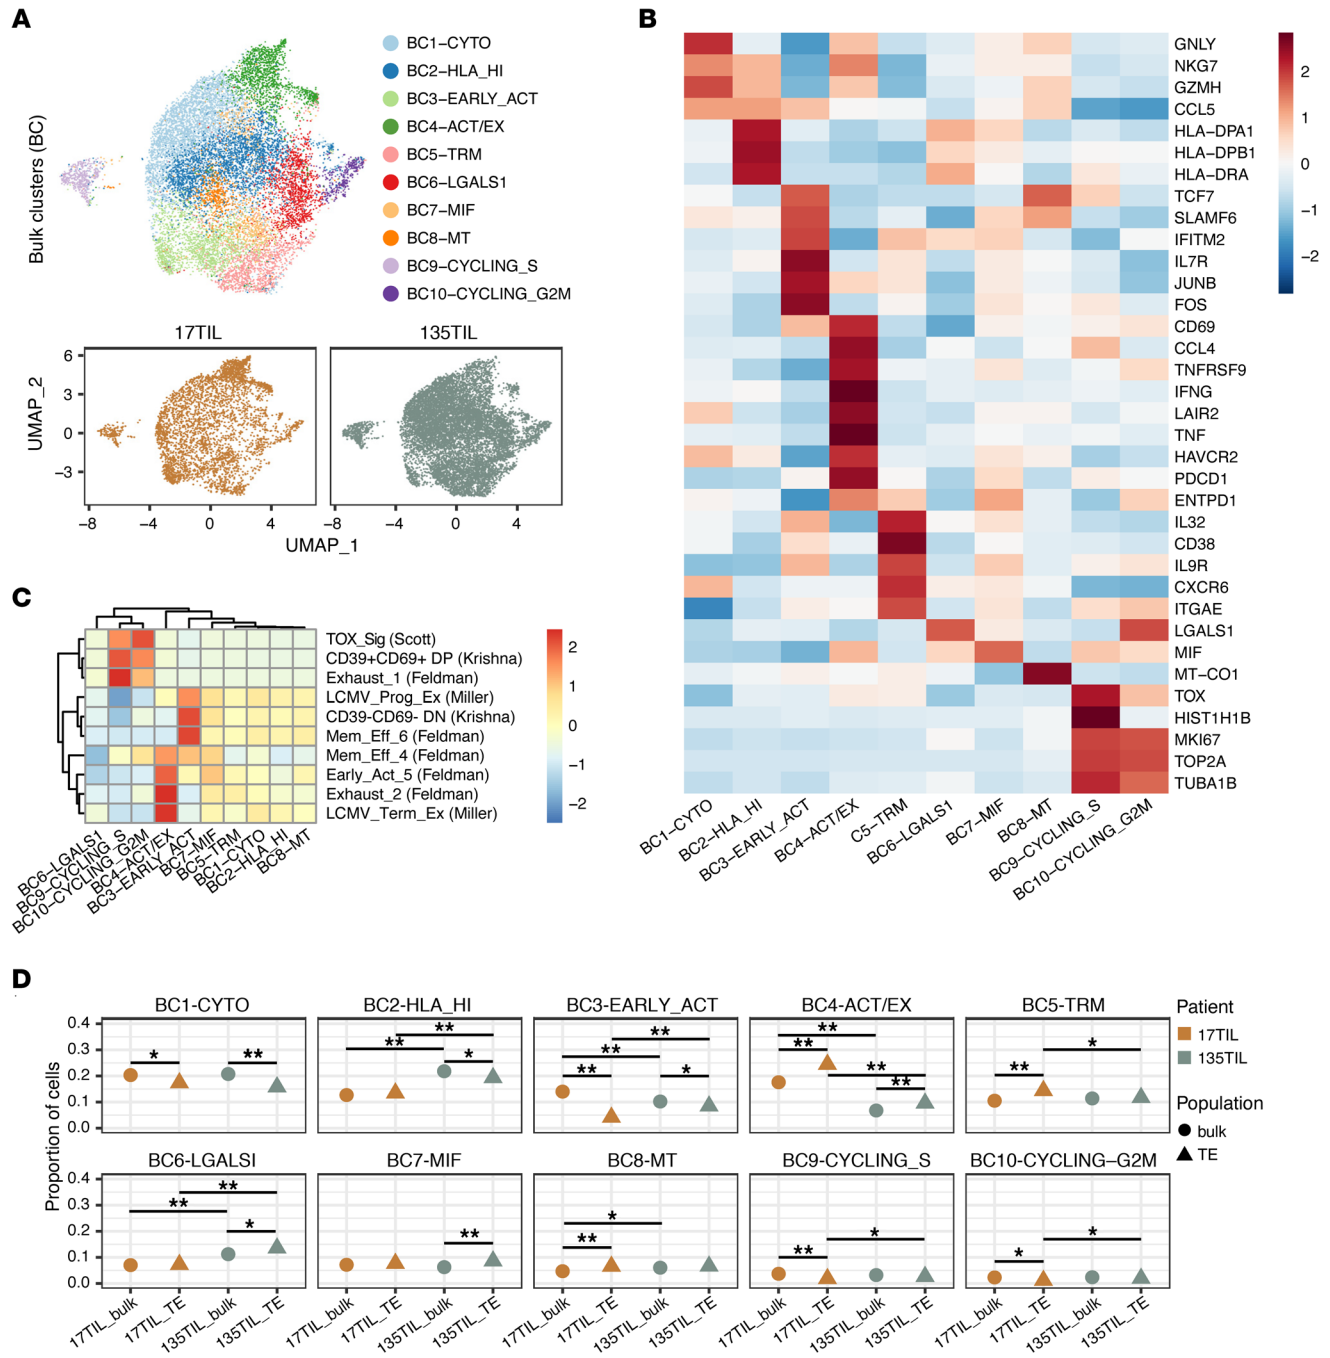 A
Bulk clusters (BC)
BC1–CYTO
BC2–HLA_HI
BC3–EARLY_ACT
BC4–ACT/EX
BC5–TRM
BC6–LGALS1
BC7–MIF
BC8–MT
BC9–CYCLING_S
BC10–CYCLING_G2M
17TIL
135TIL
UMAP_2
6
3
0
−3
−8
−4
0
4
−8
−4
0
4
UMAP_1
B
GNLY
NKG7
GZMH
CCL5
HLA–DPA1
HLA–DPB1
HLA–DRA
TCF7
SLAMF6
IFITM2
IL7R
JUNB
FOS
CD69
CCL4
TNFRSF9
IFNG
LAIR2
TNF
HAVCR2
PDCD1
ENTPD1
IL32
CD38
IL9R
CXCR6
ITGAE
LGALS1
MIF
MT–CO1
TOX
HIST1H1B
MKI67
TOP2A
TUBA1B
2
1
0
−1
−2
BC1–CYTO
BC2–HLA_HI
BC3–EARLY_ACT
BC4–ACT/EX
C5–TRM
BC6–LGALS1
BC7–MIF
BC8–MT
BC9–CYCLING_S
BC10–CYCLING_G2M
C
TOX_Sig (Scott)
CD39+CD69+ DP (Krishna)
Exhaust_1 (Feldman)
LCMV_Prog_Ex (Miller)
CD39-CD69- DN (Krishna)
Mem_Eff_6 (Feldman)
Mem_Eff_4 (Feldman)
Early_Act_5 (Feldman)
Exhaust_2 (Feldman)
LCMV_Term_Ex (Miller)
2
1
0
−1
−2
BC6–LGALS1
BC9–CYCLING_S
BC10–CYCLING_G2M
BC4–ACT/EX
BC3–EARLY_ACT
BC7–MIF
BC5–TRM
BC1–CYTO
BC2–HLA_HI
BC8–MT
D
Proportion of cells
BC1-CYTO
BC2-HLA_HI
BC3-EARLY_ACT
BC4-ACT/EX
BC5-TRM
0.4
0.3
0.2
0.1
0.0
*
**
**
**
*
**
**
**
*
**
**
**
**
**
*
BC6-LGALSI
BC7-MIF
BC8-MT
BC9-CYCLING_S
BC10-CYCLING–G2M
0.4
0.3
0.2
0.1
0.0
**
**
*
**
*
**
*
**
*
*
17TIL_bulk
17TIL_TE
135TIL_bulk
135TIL_TE
17TIL_bulk
17TIL_TE
135TIL_bulk
135TIL_TE
17TIL_bulk
17TIL_TE
135TIL_bulk
135TIL_TE
17TIL_bulk
17TIL_TE
135TIL_bulk
135TIL_TE
17TIL_bulk
17TIL_TE
135TIL_bulk
135TIL_TE
Patient
17TIL
135TIL
Population
bulk
TE